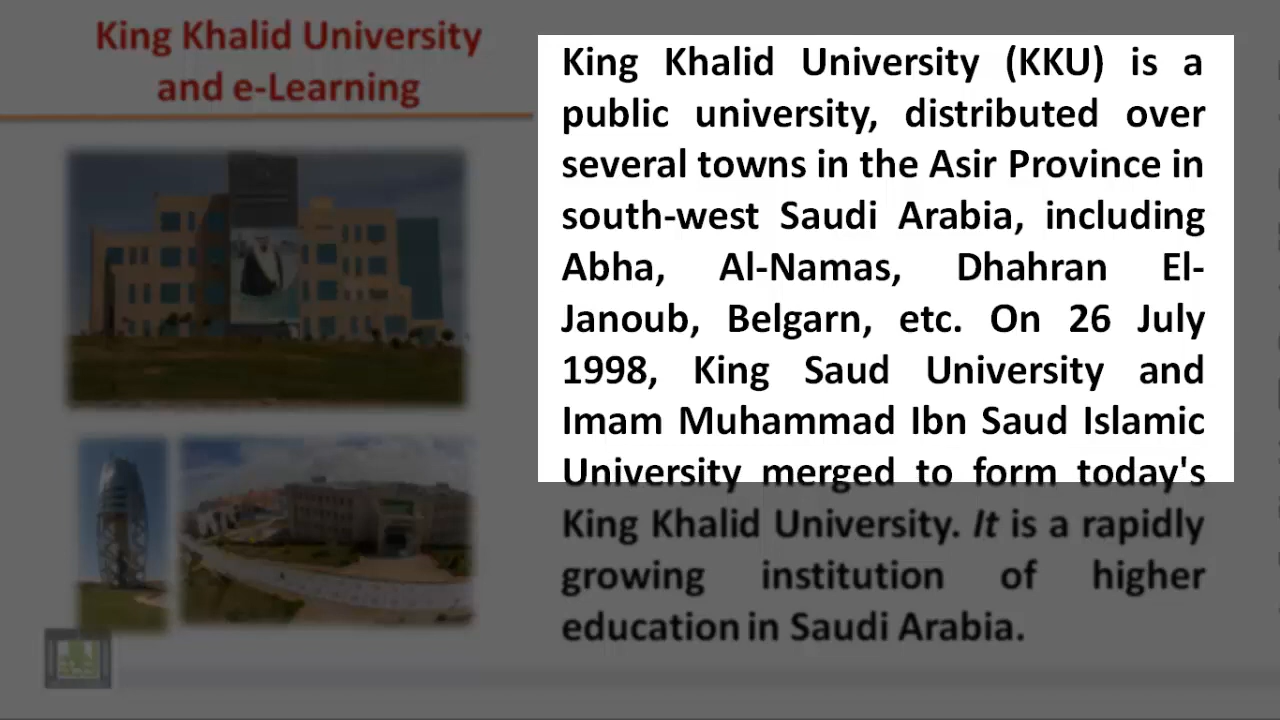 King Khalid University
and e-Learning
King Khalid University (KKU) is a
public university, distributed over
several towns in the Asir Province in
south-west Saudi Arabia, including
Abha, Al-Namas, Dhahran El-
Janoub, Belgarn, etc. On 26 July
1998, King Saud University and
Imam Muhammad Ibn Saud Islamic
University merged to form today's
King Khalid University. It is a rapidly
growing institution of higher
education in Saudi Arabia.